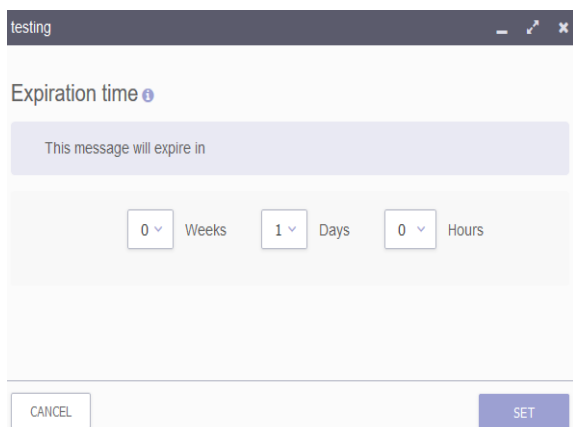 testing
Expiration time
This message will expire in
0 Weeks 1 Days 0 Hours
CANCEL SET